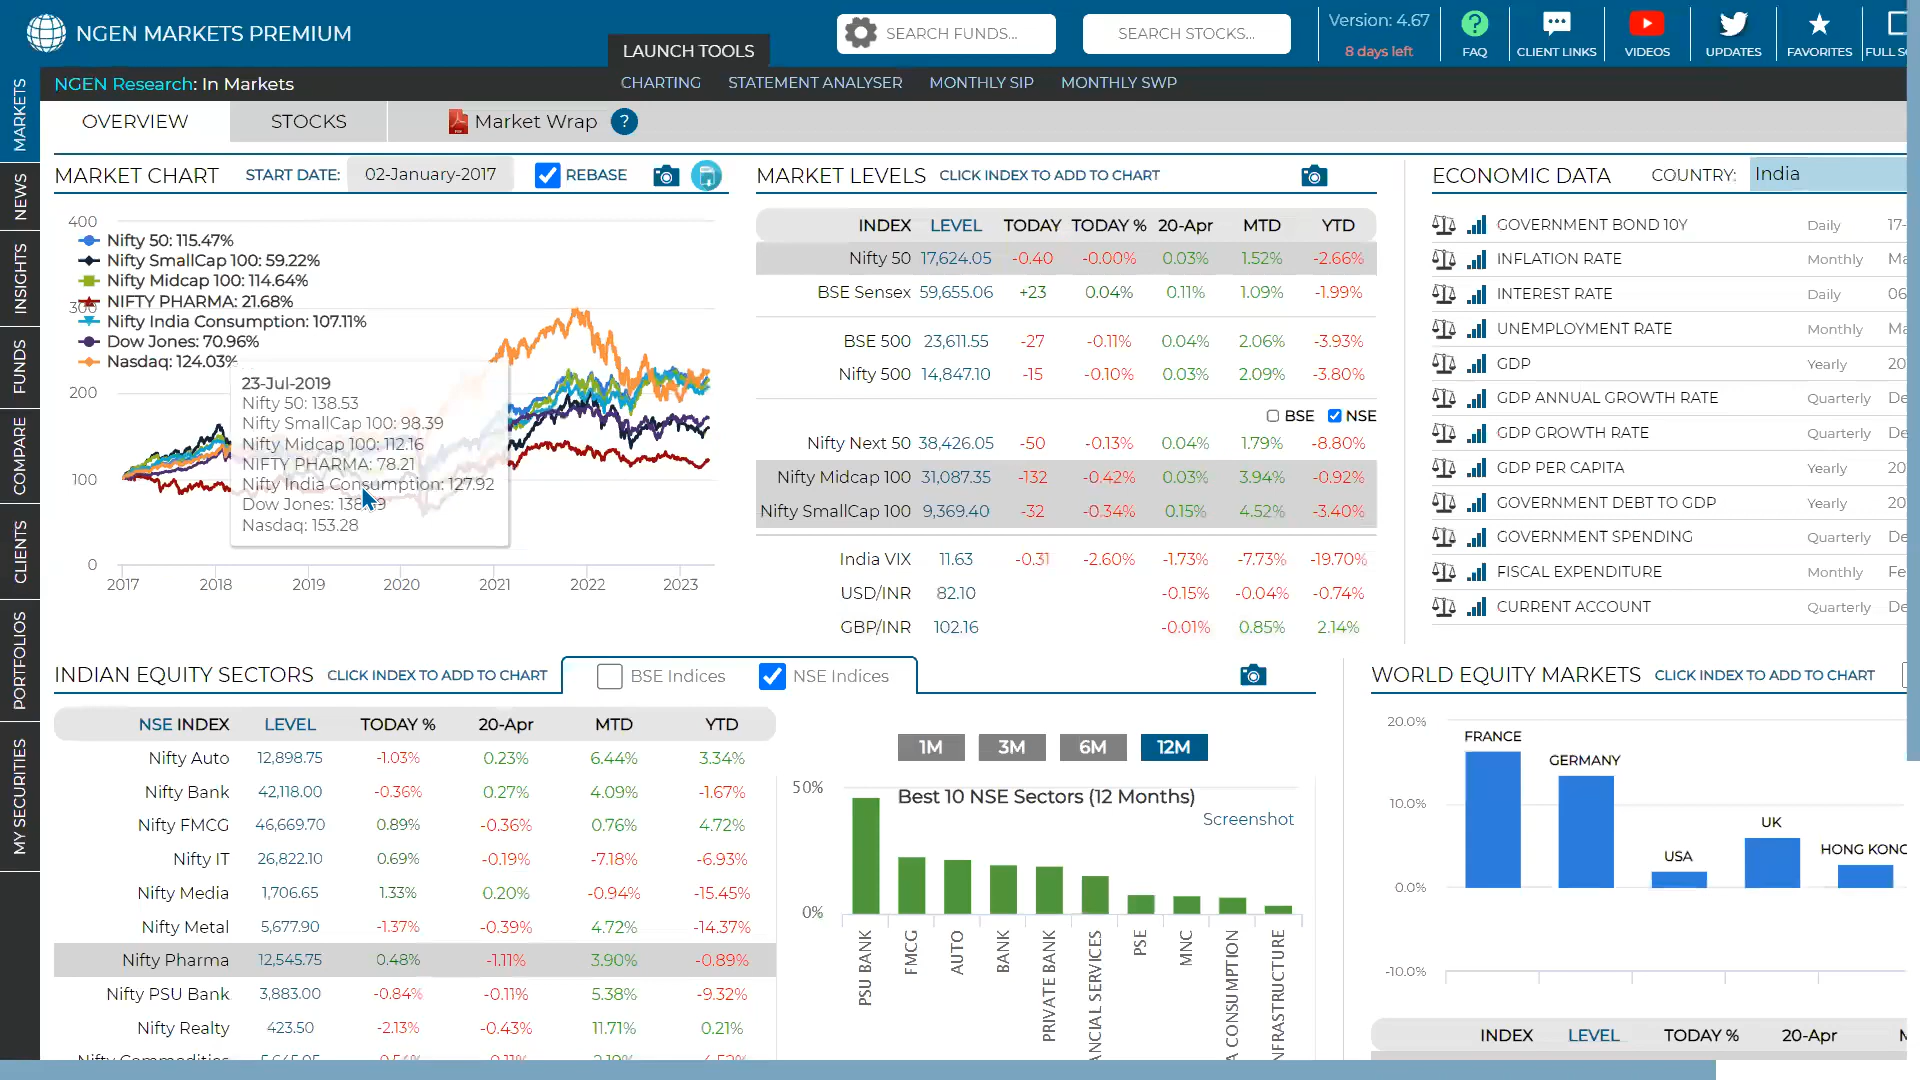 NGEN MARKETS PREMIUM
LAUNCH TOOLS
SEARCH FUNDS...
SEARCH STOCKS...
Version: 4.67
8 days left
FAQ
CLIENT LINKS
VIDEOS
UPDATES
FAVORITES
FULL
NGEN Research: In Markets
CHARTING
STATEMENT ANALYSER
MONTHLY SIP
MONTHLY SWP
MARKETS
NEWS
INSIGHTS
FUNDS
COMPARE
CLIENTS
PORTFOLIOS
MY SECURITIES
OVERVIEW
STOCKS
Market Wrap
?
MARKET CHART
START DATE:
02-January-2017
REBASE
400
300
200
100
0
Nifty 50: 115.47%
Nifty SmallCap 100: 59.22%
Nifty Midcap 100: 114.64%
NIFTY PHARMA: 21.68%
Nifty India Consumption: 107.11%
Dow Jones: 70.96%
Nasdaq: 124.03%
23-Jul-2019
Nifty 50: 138.53
Nifty SmallCap 100: 98.39
Nifty Midcap 100: 112.16
NIFTY PHARMA: 78.21
Nifty India Consumption: 127.92
Dow Jones:
Nasdaq: 153.28
2017 2018 2019 2020 2021 2022 2023
MARKET LEVELS CLICK INDEX TO ADD TO CHART
INDEX LEVEL TODAY TODAY % 20-Apr MTD YTD
Nifty 50 17,624.05 -0.40 -0.00% 0.03% 1.52% -2.66%
BSE Sensex 59,655.06 +23 0.04% 0.11% 1.09% -1.99%
BSE 500 23,611.55 -27 -0.11% 0.04% 2.06% -3.93%
Nifty 500 14,847.10 -15 -0.10% 0.03% 2.09% -3.80%
BSE NSE
Nifty Next 50 38,426.05 -50 -0.13% 0.04% 1.79% -8.80%
Nifty Midcap 100 31,087.35 -132 -0.42% 0.03% 3.94% -0.92%
Nifty SmallCap 100 9,369.40 -32 -0.34% 0.15% 4.52% -3.40%
India VIX 11.63 -0.31 -2.60% -1.73% -7.73% -19.70%
USD/INR 82.10 -0.15% -0.04% -0.74%
GBP/INR 102.16 -0.01% 0.85% 2.14%
ECONOMIC DATA COUNTRY: India
GOVERNMENT BOND 10Y Daily 17-
INFLATION RATE Monthly Ma
INTEREST RATE Daily 06
UNEMPLOYMENT RATE Monthly Ma
GDP Yearly 20
GDP ANNUAL GROWTH RATE Quarterly De
GDP GROWTH RATE Quarterly De
GDP PER CAPITA Yearly 20
GOVERNMENT DEBT TO GDP Yearly 20
GOVERNMENT SPENDING Quarterly De
FISCAL EXPENDITURE Monthly Fe
CURRENT ACCOUNT Quarterly De
INDIAN EQUITY SECTORS CLICK INDEX TO ADD TO CHART
BSE Indices
NSE Indices
NSE INDEX LEVEL TODAY % 20-Apr MTD YTD
Nifty Auto 12,898.75 -1.03% 0.23% 6.44% 3.34%
Nifty Bank 42,118.00 -0.36% 0.27% 4.09% -1.67%
Nifty FMCG 46,669.70 0.89% -0.36% 0.76% 4.72%
Nifty IT 26,822.10 0.69% -0.19% -7.18% -6.93%
Nifty Media 1,706.65 1.33% 0.20% -0.94% -15.45%
Nifty Metal 5,677.90 -1.37% -0.39% 4.72% -14.37%
Nifty Pharma 12,545.75 0.48% -1.11% 3.90% -0.89%
Nifty PSU Bank 3,883.00 -0.84% -0.11% 5.38% -9.32%
Nifty Realty 423.50 -2.13% -0.43% 11.71% 0.21%
1M
3M
6M
12M
Best 10 NSE Sectors (12 Months)
Screenshot
50%
0%
PSU BANK
FMCG
AUTO
BANK
PRIVATE BANK
ANCIAL SERVICES
PSE
MNC
A CONSUMPTION
NFRASTRUCTURE
WORLD EQUITY MARKETS CLICK INDEX TO ADD TO CHART
20.0%
10.0%
0.0%
-10.0%
FRANCE
GERMANY
USA
UK
HONG KONG
INDEX LEVEL TODAY % 20-Apr